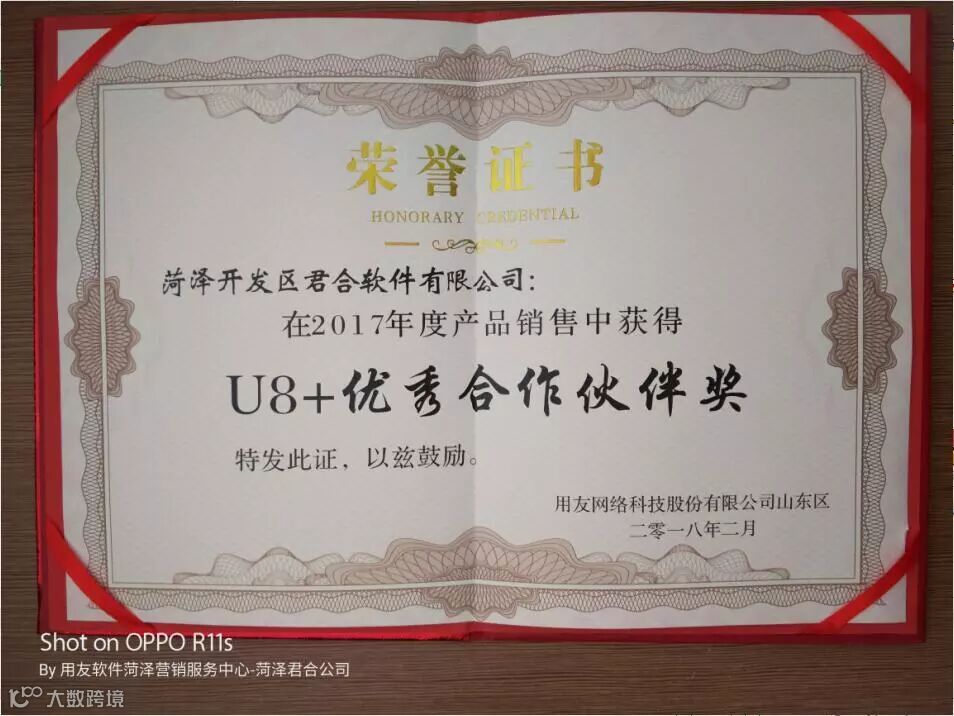 荣誉证书
HONORARY CREDENTIAL
菏泽开发区君合软件有限公司：
在2017年度产品销售中获得
U8+优秀合作伙伴奖
特发此证，以兹鼓励。
用友网络科技股份有限公司山东区
二零一八年二月
Shot on OPPO R11s
By 用友软件菏泽营销服务中心-菏泽君合公司
大数跨境